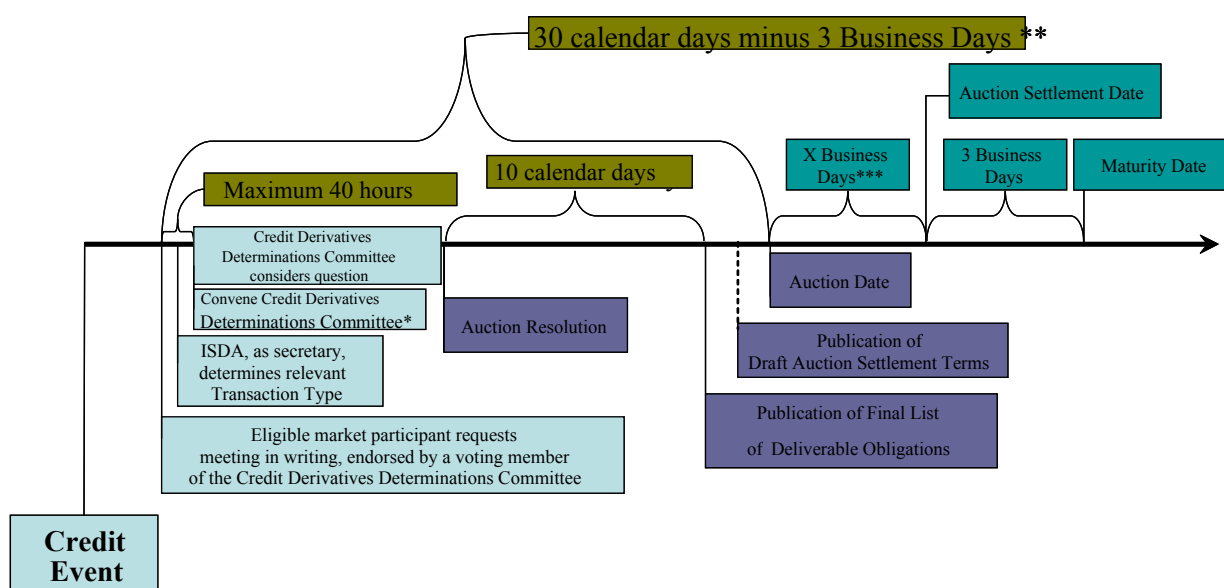 30 calendar days minus 3 Business Days **
Auction Settlement Date
X Business
Days***
3 Business
Days
Maturity Date
10 calendar days
Maximum 40 hours
Credit Derivatives
Determinations Committee
considers question
Convene Credit Derivatives
Determinations Committee*
ISDA, as secretary,
determines relevant
Transaction Type
Eligible market participant requests
meeting in writing, endorsed by a voting member
of the Credit Derivatives Determinations Committee
Auction Resolution
Auction Date
Publication of
Draft Auction Settlement Terms
Publication of Final List
of Deliverable Obligations
Credit
Event